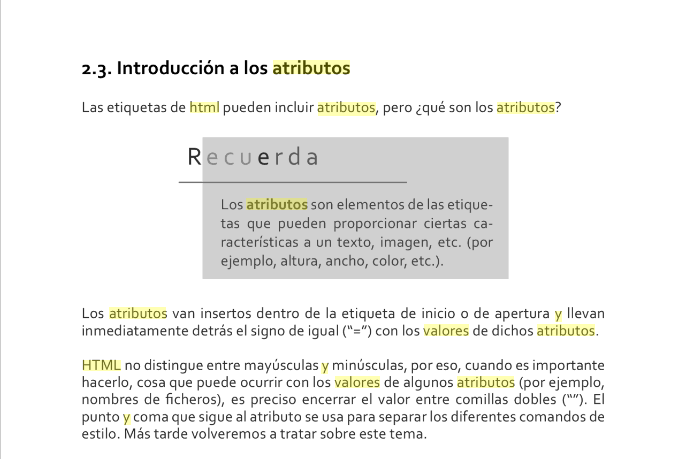 2.3. Introducción a los atributos
Las etiquetas de html pueden incluir atributos, pero ¿qué son los atributos?
Recuerda
Los atributos son elementos de las etique-
tas que pueden proporcionar ciertas ca-
racterísticas a un texto, imagen, etc. (por
ejemplo, altura, ancho, color, etc.).
Los atributos van insertos dentro de la etiqueta de inicio o de apertura y llevan
inmediatamente detrás el signo de igual (“=”) con los valores de dichos atributos.
HTML no distingue entre mayúsculas y minúsculas, por eso, cuando es importante
hacerlo, cosa que puede ocurrir con los valores de algunos atributos (por ejemplo,
nombres de ficheros), es preciso encerrar el valor entre comillas dobles (“”). El
punto y coma que sigue al atributo se usa para separar los diferentes comandos de
estilo. Más tarde volveremos a tratar sobre este tema.